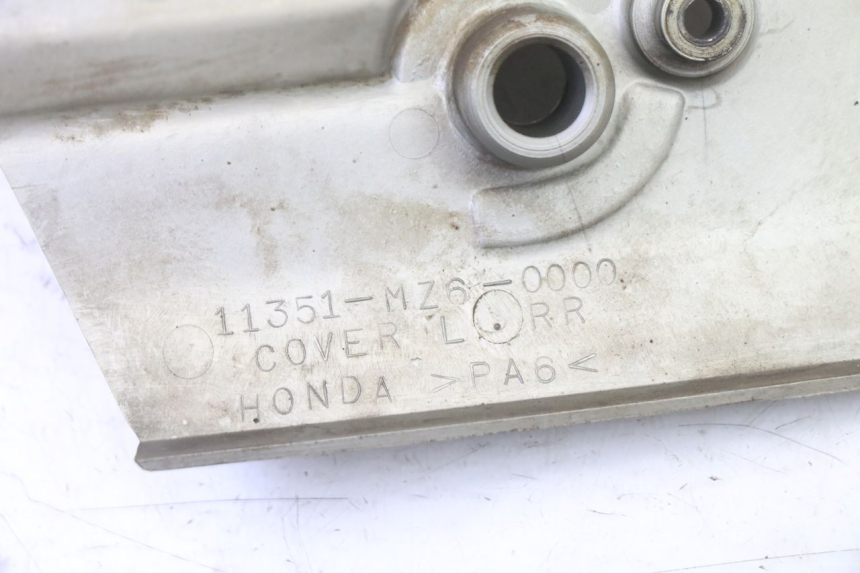 11351-MZ6-0000
COVER L. RR
HONDA >PA6<